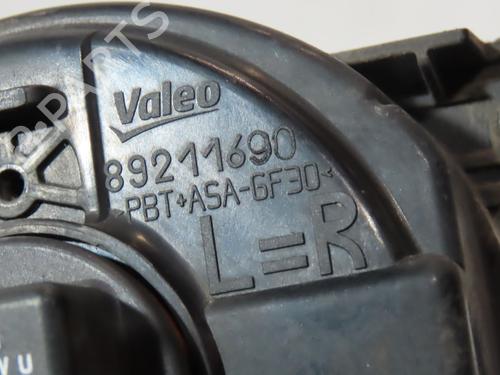 Valeo
89211690
>PBT+ASA-GF30<
L=R